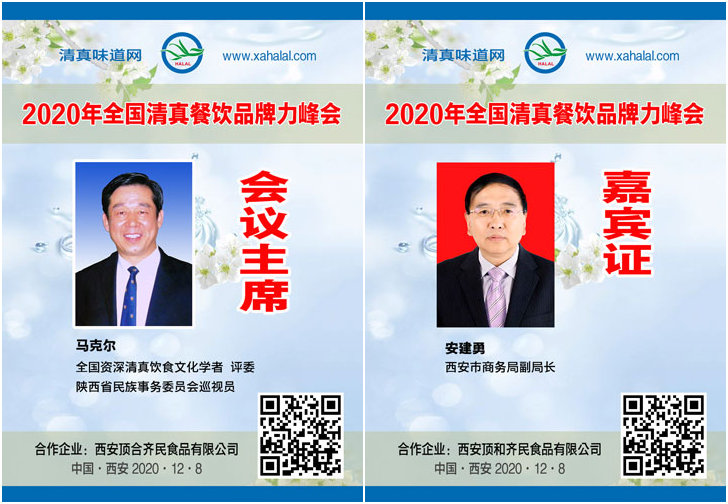 清真味道网
HALAL
www.xahalal.com
2020年全国清真餐饮品牌力峰会
会议主席
马克尔
全国资深清真饮食文化学者 评委
陕西省民族事务委员会巡视员
合作企业：西安顶合齐民食品有限公司
中国·西安 2020·12·8
清真味道网
HALAL
www.xahalal.com
2020年全国清真餐饮品牌力峰会
嘉宾证
安建勇
西安市商务局副局长
合作企业：西安顶和齐民食品有限公司
中国·西安 2020·12·8